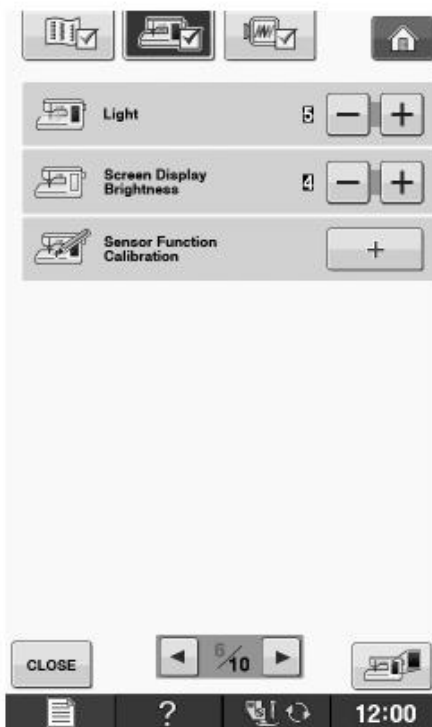 Light 5 − +
Screen Display
Brightness 4 − +
Sensor Function
Calibration +
CLOSE 6/10
? 12:00